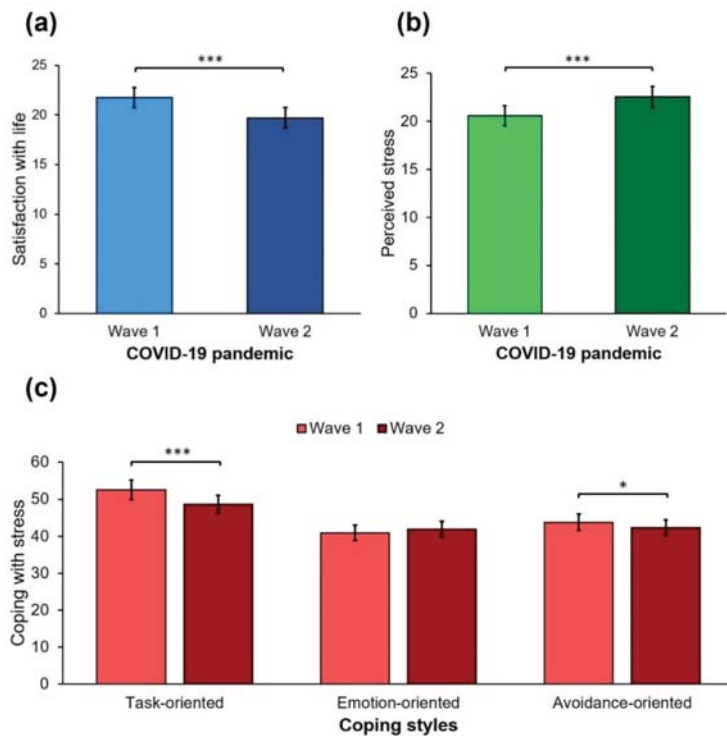 (a)
***
25
20
15
10
5
0
Satisfaction with life
Wave 1
Wave 2
COVID-19 pandemic
(b)
***
25
20
15
10
5
0
Perceived stress
Wave 1
Wave 2
COVID-19 pandemic
(c)
Wave 1
Wave 2
***
*
60
50
40
30
20
10
0
Coping with stress
Task-oriented
Emotion-oriented
Avoidance-oriented
Coping styles